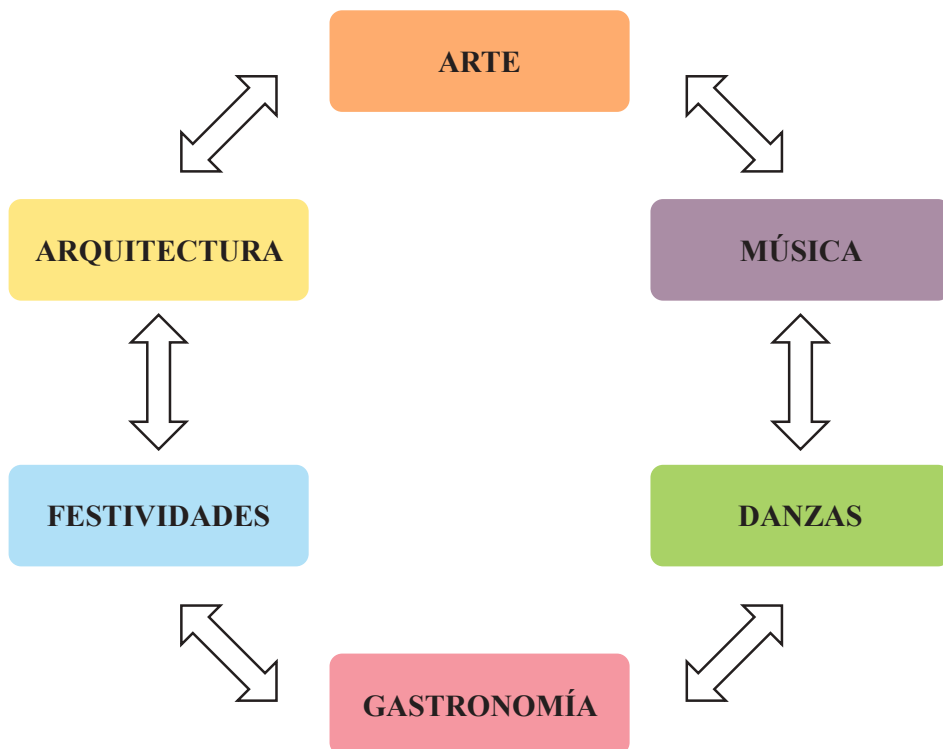 ARTE
ARQUITECTURA
MÚSICA
FESTIVIDADES
DANZAS
GASTRONOMÍA